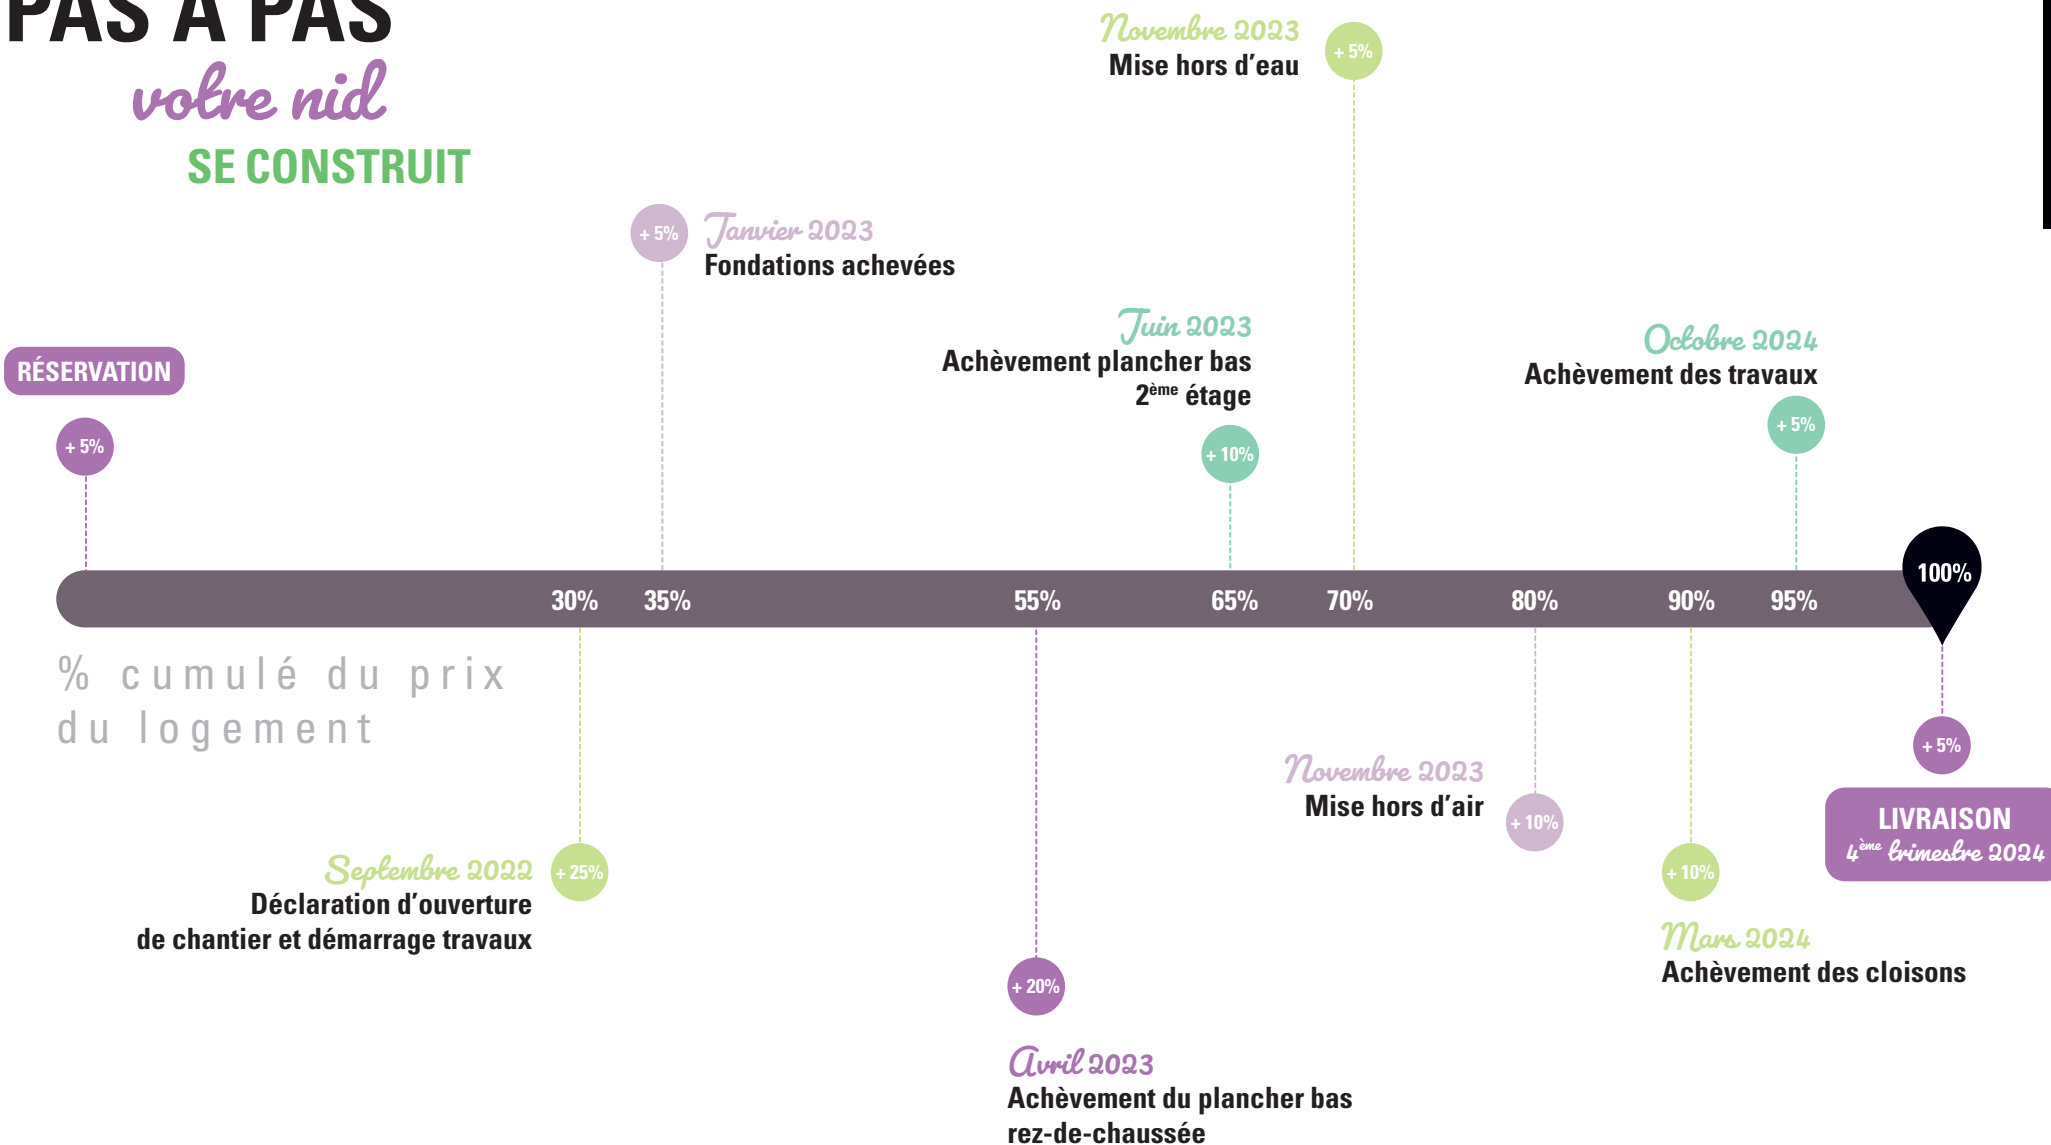 PAS À PAS
votre nid
SE CONSTRUIT
RÉSERVATION
+ 5%
Septembre 2022
+ 25%
Déclaration d'ouverture
de chantier et démarrage travaux
+ 5%
Janvier 2023
Fondations achevées
+ 20%
Avril 2023
Achèvement du plancher bas
rez-de-chaussée
Juin 2023
Achèvement plancher bas
2ème étage
+ 10%
Novembre 2023
Mise hors d'eau
+ 5%
Novembre 2023
Mise hors d'air
+ 10%
+ 10%
Mars 2024
Achèvement des cloisons
Octobre 2024
Achèvement des travaux
+ 5%
30% 35% 55% 65% 70% 80% 90% 95% 100%
% cumulé du prix
du logement
+ 5%
LIVRAISON
4ème trimestre 2024